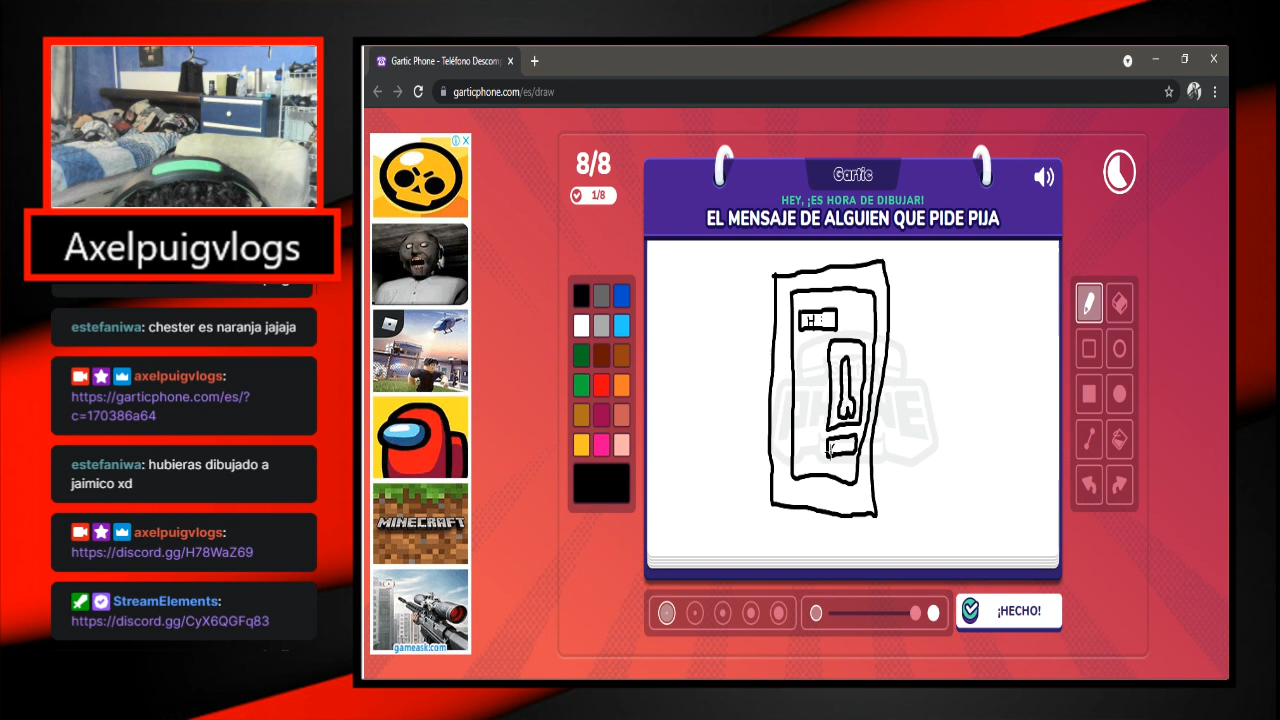 Axelpuigvlogs
estefaniwa: chester es naranja jajaja
axelpuigvlogs:
https://garticphone.com/es/?
c=170386a64
estefaniwa: hubieras dibujado a
jaimico xd
axelpuigvlogs:
https://discord.gg/H78WaZ69
StreamElements:
https://discord.gg/CyX6QGFq83
Gartic Phone - Teléfono Descom
garticphone.com/es/draw
MINECRAFT
gameask.com
8/8
1/8
Gartic
HEY, ¡ES HORA DE DIBUJAR!
EL MENSAJE DE ALGUIEN QUE PIDE PIJA
PHONE
¡HECHO!